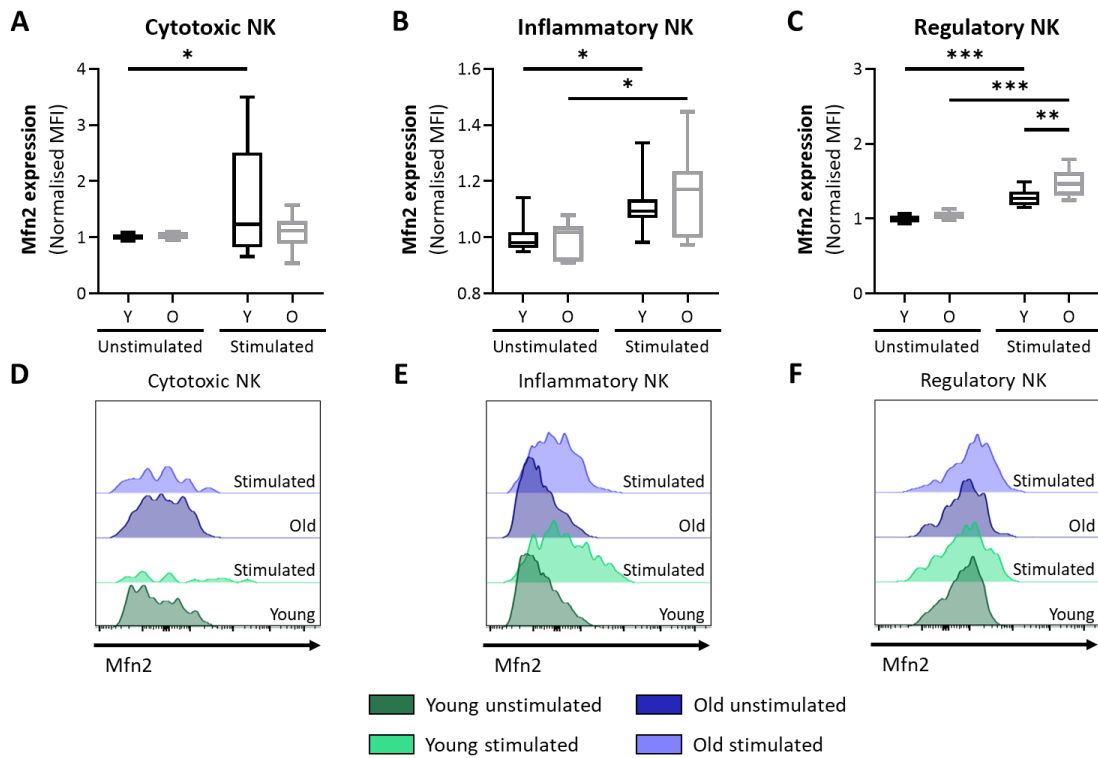 A
Cytotoxic NK
*
4
3
2
1
0
Mfn2 expression
(Normalised MFI)
Y O Y O
Unstimulated Stimulated
B
Inflammatory NK
*
*
1.6
1.4
1.2
1.0
0.8
Mfn2 expression
(Normalised MFI)
Y O Y O
Unstimulated Stimulated
C
Regulatory NK
***
***
**
3
2
1
0
Mfn2 expression
(Normalised MFI)
Y O Y O
Unstimulated Stimulated
D
Cytotoxic NK
Stimulated
Old
Stimulated
Young
Mfn2
E
Inflammatory NK
Stimulated
Old
Stimulated
Young
Mfn2
F
Regulatory NK
Stimulated
Old
Stimulated
Young
Mfn2
Young unstimulated
Old unstimulated
Young stimulated
Old stimulated